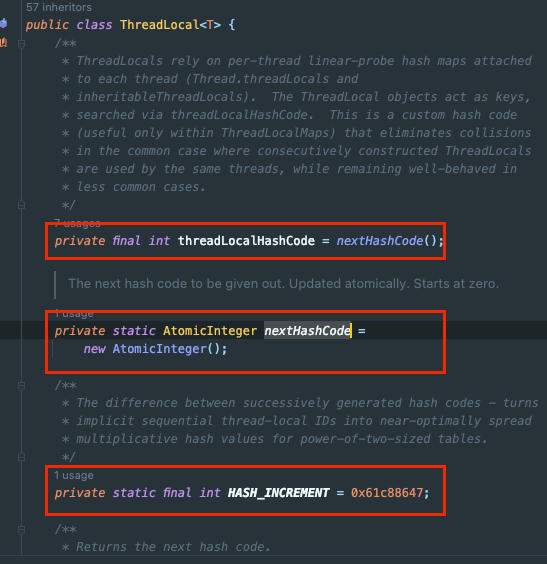 57 inheritors
public class ThreadLocal<T> {
/**
* ThreadLocals rely on per-thread linear-probe hash maps attached
* to each thread (Thread.threadLocals and
* inheritableThreadLocals).  The ThreadLocal objects act as keys,
* searched via threadLocalHashCode.  This is a custom hash code
* (useful only within ThreadLocalMaps) that eliminates collisions
* in the common case where consecutively constructed ThreadLocals
* are used by the same threads, while remaining well-behaved in
* less common cases.
*/
7 usages
private final int threadLocalHashCode = nextHashCode();
The next hash code to be given out. Updated atomically. Starts at zero.
1 usage
private static AtomicInteger nextHashCode =
new AtomicInteger();
/**
* The difference between successively generated hash codes - turns
* implicit sequential thread-local IDs into near-optimally spread
* multiplicative hash values for power-of-two-sized tables.
*/
1 usage
private static final int HASH_INCREMENT = 0x61c88647;
/**
* Returns the next hash code.